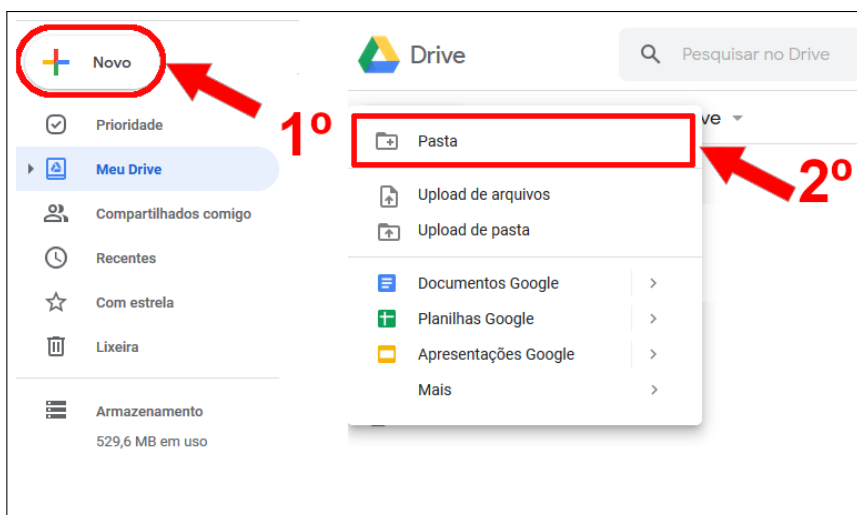 Novo
1º
Prioridade
Meu Drive
Compartilhados comigo
Recentes
Com estrela
Lixeira
Armazenamento
529,6 MB em uso
Drive
Pesquisar no Drive
ve
Pasta
2º
Upload de arquivos
Upload de pasta
Documentos Google
Planilhas Google
Apresentações Google
Mais